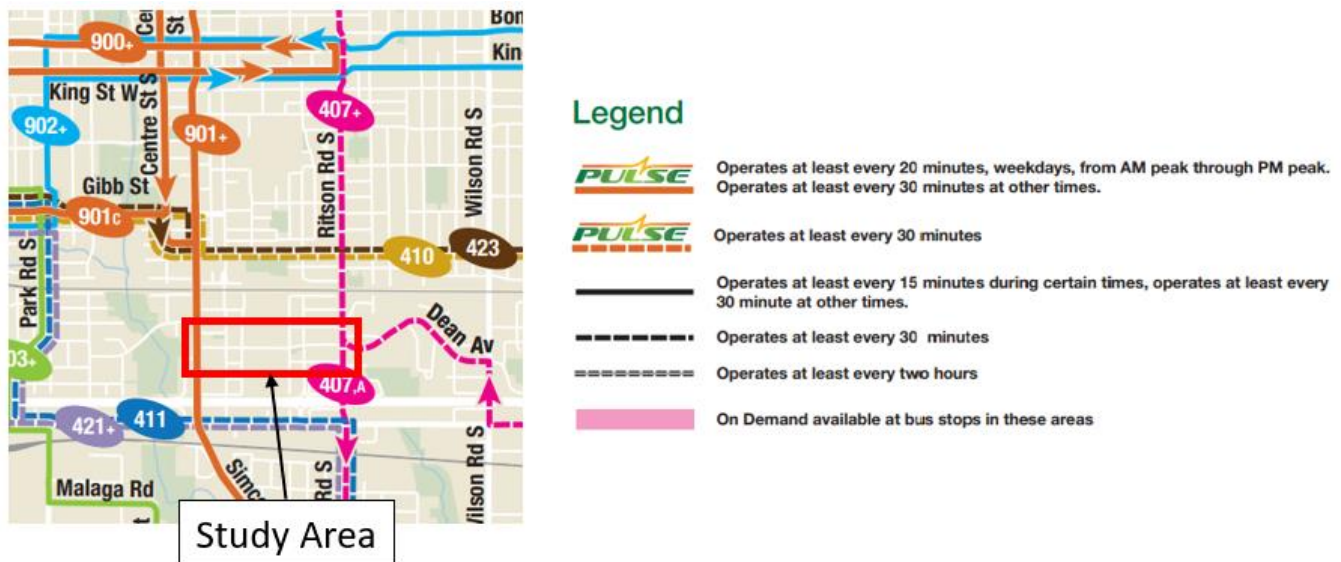 Cen
St
Bon
900+
Kin
King St W
Centre St S
407+
902+
901+
Ritson Rd S
Wilson Rd S
Gibb St
901C
410
423
Park Rd S
Dean Av
03+
407,A
421+
411
Simco
Rd S
Wilson Rd S
Malaga Rd
t
Study Area
Legend
PULSE
Operates at least every 20 minutes, weekdays, from AM peak through PM peak.
Operates at least every 30 minutes at other times.
PULSE
Operates at least every 30 minutes
Operates at least every 15 minutes during certain times, operates at least every
30 minute at other times.
Operates at least every 30 minutes
Operates at least every two hours
On Demand available at bus stops in these areas